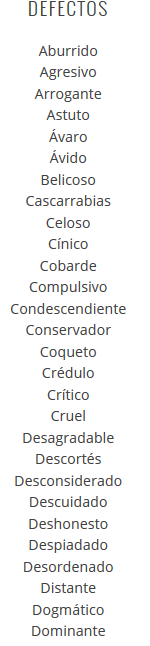 DEFECTOS
Aburrido
Agresivo
Arrogante
Astuto
Ávaro
Ávido
Belicoso
Cascarrabias
Celoso
Cínico
Cobarde
Compulsivo
Condescendiente
Conservador
Coqueto
Crédulo
Crítico
Cruel
Desagradable
Descortés
Desconsiderado
Descuidado
Deshonesto
Despiadado
Desordenado
Distante
Dogmático
Dominante